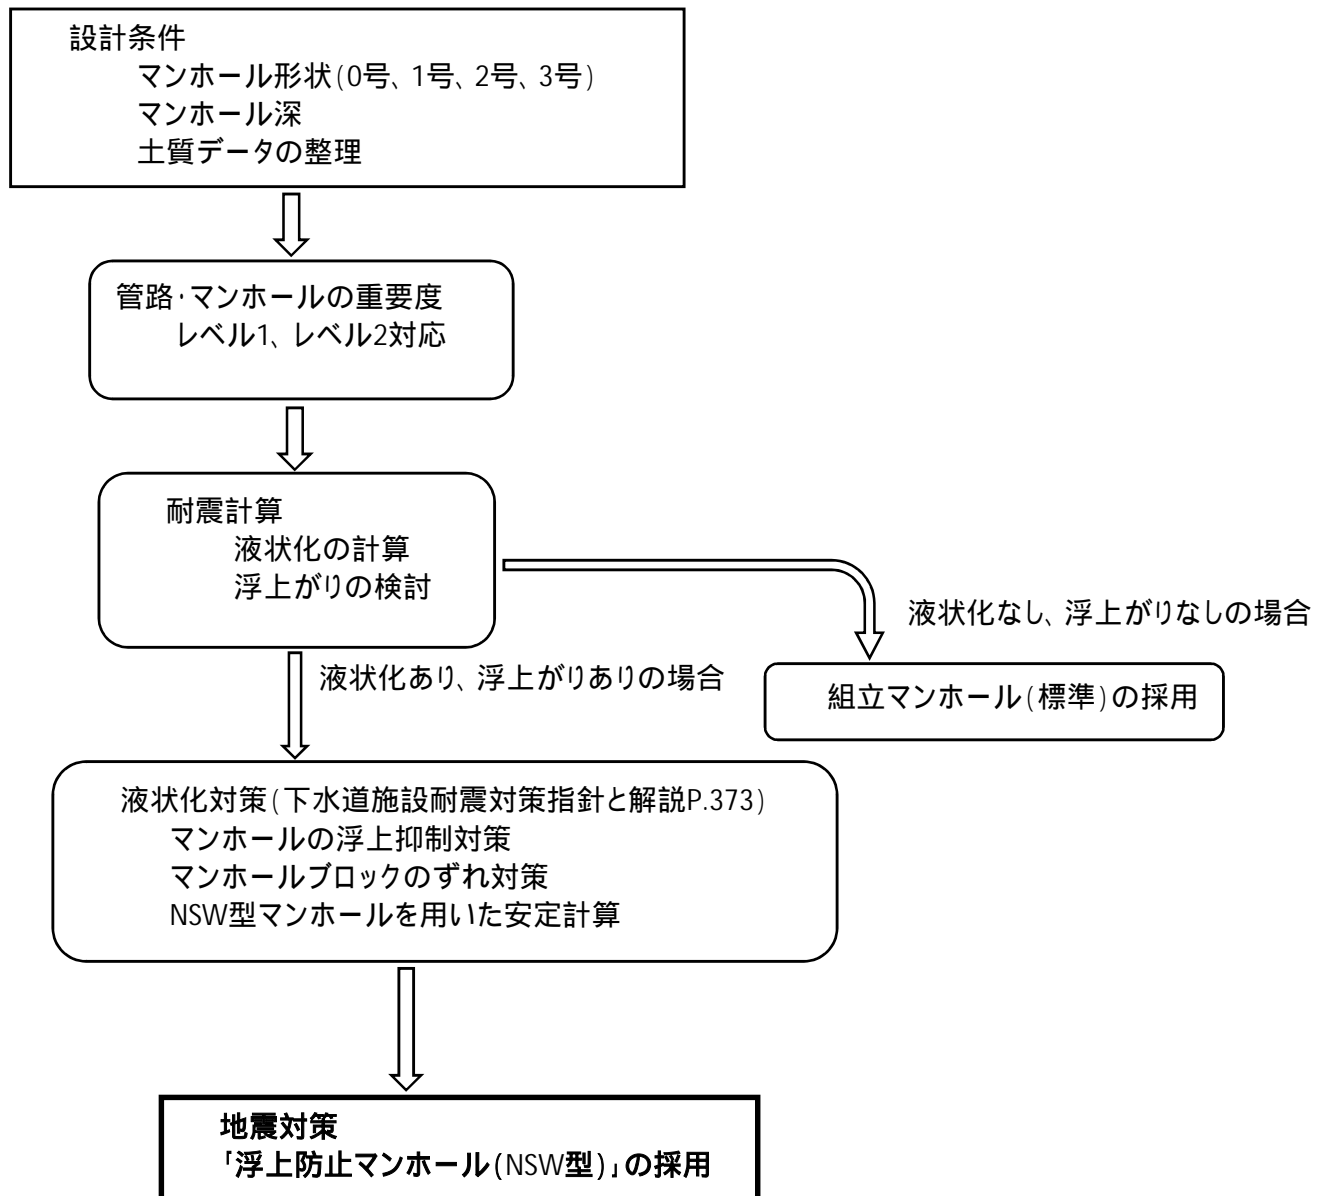 設計条件
マンホール形状(0号、1号、2号、3号)
マンホール深
土質データの整理
管路・マンホールの重要度
レベル1、レベル2対応
耐震計算
液状化の計算
浮上がりの検討
液状化なし、浮上がりなしの場合
液状化あり、浮上がりありの場合
組立マンホール(標準)の採用
液状化対策(下水道施設耐震対策指針と解説P.373)
マンホールの浮上抑制対策
マンホールブロックのずれ対策
NSW型マンホールを用いた安定計算
地震対策
「浮上防止マンホール(NSW型)」の採用